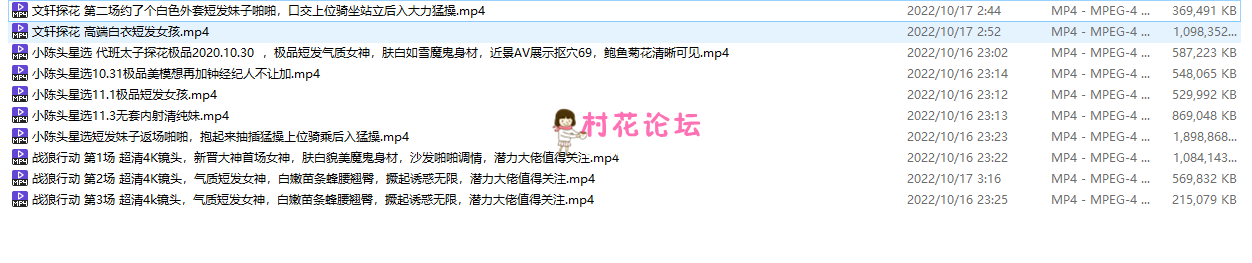 文轩探花 第二场约了个白色外套短发妹子啪啪，口交上位骑坐站立后入大力猛操.mp4 2022/10/17 2:44 MP4 - MPEG-4 ... 369,491 KB
文轩探花 高端白衣短发女孩.mp4 2022/10/17 2:52 MP4 - MPEG-4 ... 1,098,352...
小陈头星选 代班太子探花极品2020.10.30 ，极品短发气质女神，肤白如雪魔鬼身材，近景AV展示抠穴69，鲍鱼菊花清晰可见.mp4 2022/10/16 23:02 MP4 - MPEG-4 ... 587,223 KB
小陈头星选10.31极品美模想再加钟经纪人不让加.mp4 2022/10/16 23:14 MP4 - MPEG-4 ... 548,065 KB
小陈头星选11.1极品短发女孩.mp4 2022/10/16 23:12 MP4 - MPEG-4 ... 529,992 KB
小陈头星选11.3无套内射清纯妹.mp4 2022/10/16 23:13 MP4 - MPEG-4 ... 869,048 KB
小陈头星选短发妹子返场啪啪，抱起来抽插猛操上位骑乘后入猛操.mp4 2022/10/16 23:23 MP4 - MPEG-4 ... 1,898,868...
战狼行动 第1场 超清4K镜头，新晋大神首场女神，肤白貌美魔鬼身材，沙发啪啪调情，潜力大佬值得关注.mp4 2022/10/16 23:22 MP4 - MPEG-4 ... 1,084,143...
战狼行动 第2场 超清4K镜头，气质短发女神，白嫩苗条蜂腰翘臀，撅起诱惑无限，潜力大佬值得关注.mp4 2022/10/17 3:16 MP4 - MPEG-4 ... 569,832 KB
战狼行动 第3场 超清4k镜头，气质短发女神，白嫩苗条蜂腰翘臀，撅起诱惑无限，潜力大佬值得关注.mp4 2022/10/16 23:25 MP4 - MPEG-4 ... 215,079 KB
村花论坛